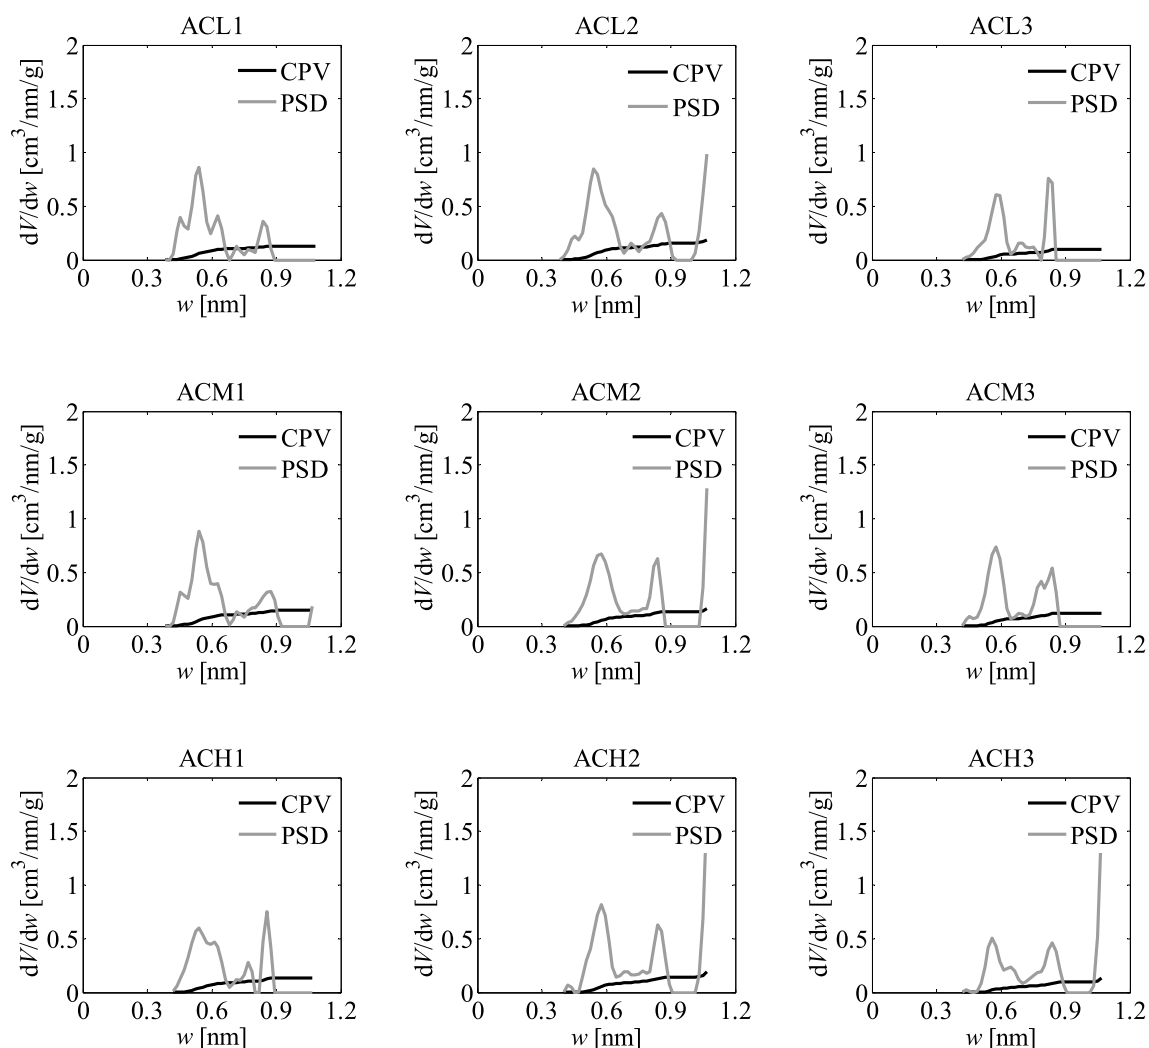 ACL1
2
CPV
1.5
PSD
1
0.5
0
0 0.3 0.6 0.9 1.2
w [nm]
dV/dw [cm³/nm/g]
ACL2
2
CPV
1.5
PSD
1
0.5
0
0 0.3 0.6 0.9 1.2
w [nm]
dV/dw [cm³/nm/g]
ACL3
2
CPV
1.5
PSD
1
0.5
0
0 0.3 0.6 0.9 1.2
w [nm]
dV/dw [cm³/nm/g]
ACM1
2
CPV
1.5
PSD
1
0.5
0
0 0.3 0.6 0.9 1.2
w [nm]
dV/dw [cm³/nm/g]
ACM2
2
CPV
1.5
PSD
1
0.5
0
0 0.3 0.6 0.9 1.2
w [nm]
dV/dw [cm³/nm/g]
ACM3
2
CPV
1.5
PSD
1
0.5
0
0 0.3 0.6 0.9 1.2
w [nm]
dV/dw [cm³/nm/g]
ACH1
2
CPV
1.5
PSD
1
0.5
0
0 0.3 0.6 0.9 1.2
w [nm]
dV/dw [cm³/nm/g]
ACH2
2
CPV
1.5
PSD
1
0.5
0
0 0.3 0.6 0.9 1.2
w [nm]
dV/dw [cm³/nm/g]
ACH3
2
CPV
1.5
PSD
1
0.5
0
0 0.3 0.6 0.9 1.2
w [nm]
dV/dw [cm³/nm/g]